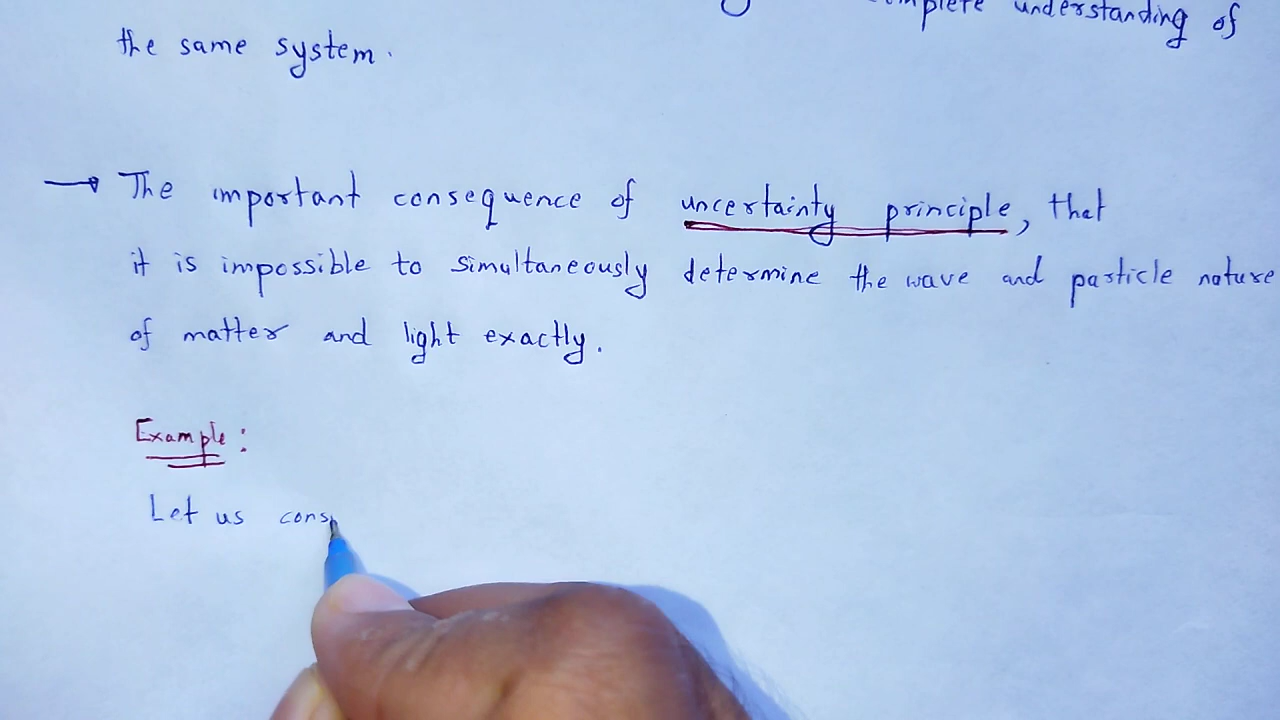 understanding of
the same system.
→ The important consequence of uncertainty principle, that
it is impossible to simultaneously determine the wave and particle nature
of matter and light exactly.
Example:
Let us cons